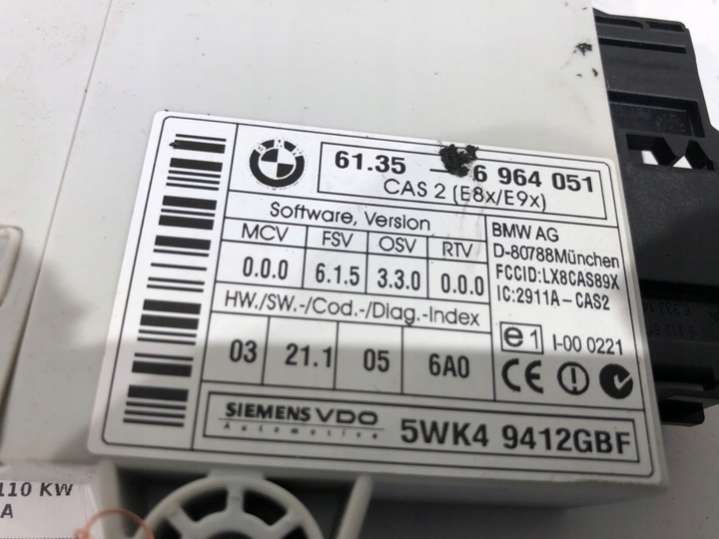 BMW
61.35 — 6 964 051
CAS 2 (E8x/E9x)
Software, Version
MCV FSV OSV RTV
0.0.0 6.1.5 3.3.0 0.0.0
HW./SW.-/Cod.-/Diag.-Index
03 21.1 05 6A0
BMW AG
D-80788München
FCCID:LX8CAS89X
IC:2911A-CAS2
e1 I-00 0221
CE
SIEMENS VDO
Automotive
5WK4 9412GBF
110 KW
A